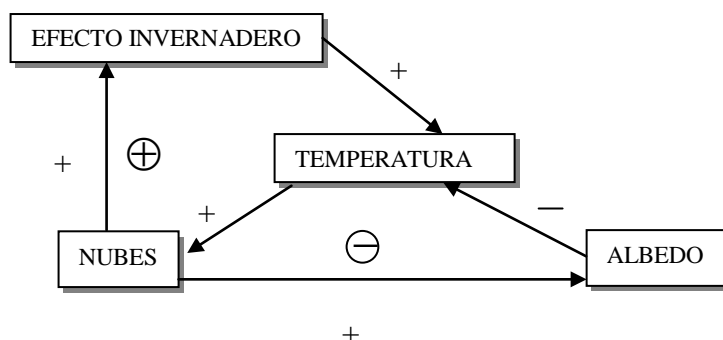 EFECTO INVERNADERO
+
TEMPERATURA
+
⊕
+
−
⊖
NUBES
ALBEDO
+